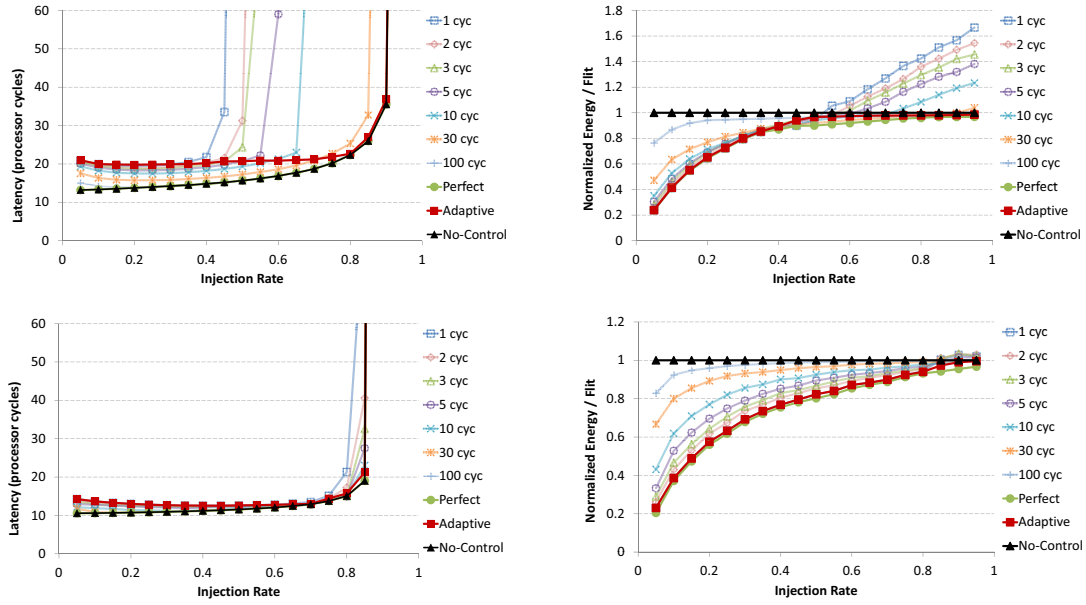 60
50
40
30
20
10
0
0
0.2
0.4
0.6
0.8
1
Latency (processor cycles)
Injection Rate
1 cyc
2 cyc
3 cyc
5 cyc
10 cyc
30 cyc
100 cyc
Perfect
Adaptive
No-Control
1.8
1.6
1.4
1.2
1
0.8
0.6
0.4
0.2
0
0
0.2
0.4
0.6
0.8
1
Normalized Energy / Flit
Injection Rate
1 cyc
2 cyc
3 cyc
5 cyc
10 cyc
30 cyc
100 cyc
Perfect
Adaptive
No-Control
60
50
40
30
20
10
0
0
0.2
0.4
0.6
0.8
1
Latency (processor cycles)
Injection Rate
1 cyc
2 cyc
3 cyc
5 cyc
10 cyc
30 cyc
100 cyc
Perfect
Adaptive
No-Control
1.2
1
0.8
0.6
0.4
0.2
0
0
0.2
0.4
0.6
0.8
1
Normalized Energy / Flit
Injection Rate
1 cyc
2 cyc
3 cyc
5 cyc
10 cyc
30 cyc
100 cyc
Perfect
Adaptive
No-Control